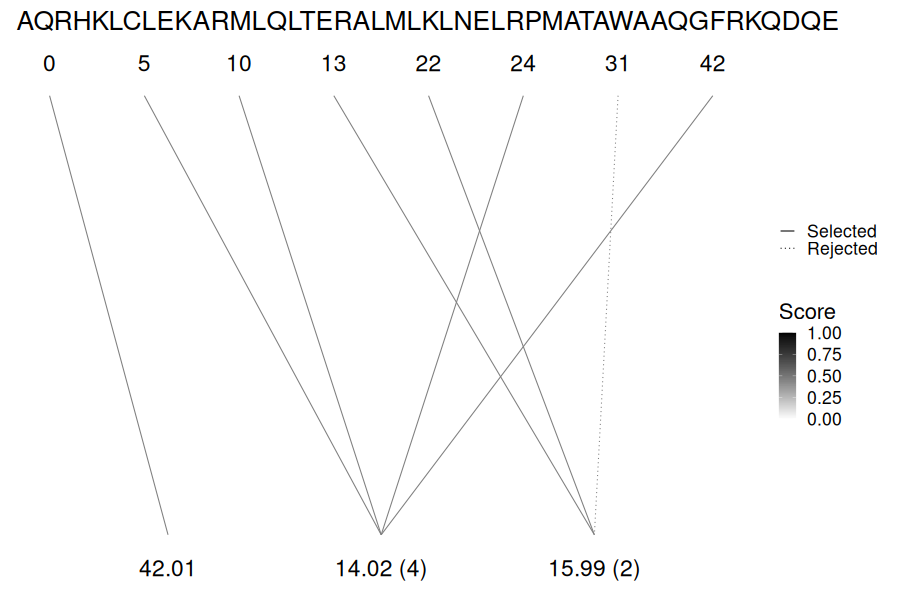 AQRHKLCLEKARMLQLTERALMLKLNELRPMATAWAAQGFRKQDQE
0 5 10 13 22 24 31 42
Selected
Rejected
Score
1.00
0.75
0.50
0.25
0.00
42.01 14.02 (4) 15.99 (2)